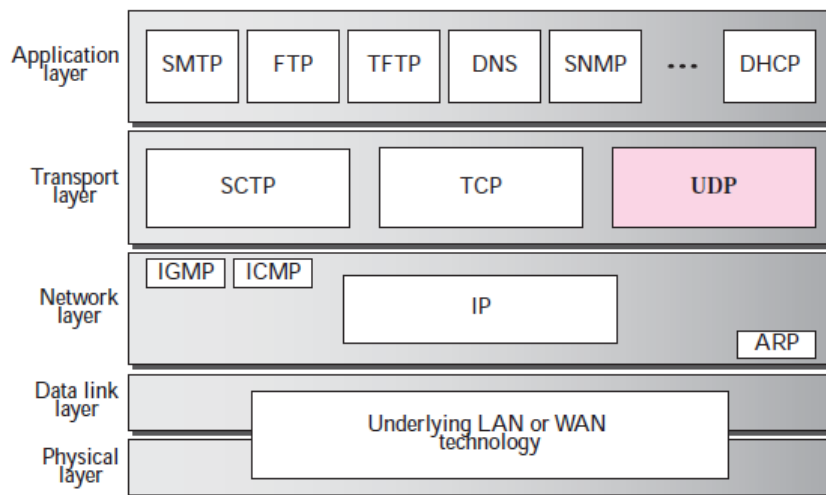 Application
layer
SMTP
FTP
TFTP
DNS
SNMP
...
DHCP
Transport
layer
SCTP
TCP
UDP
IGMP
ICMP
Network
layer
IP
ARP
Data link
layer
Underlying LAN or WAN
technology
Physical
layer